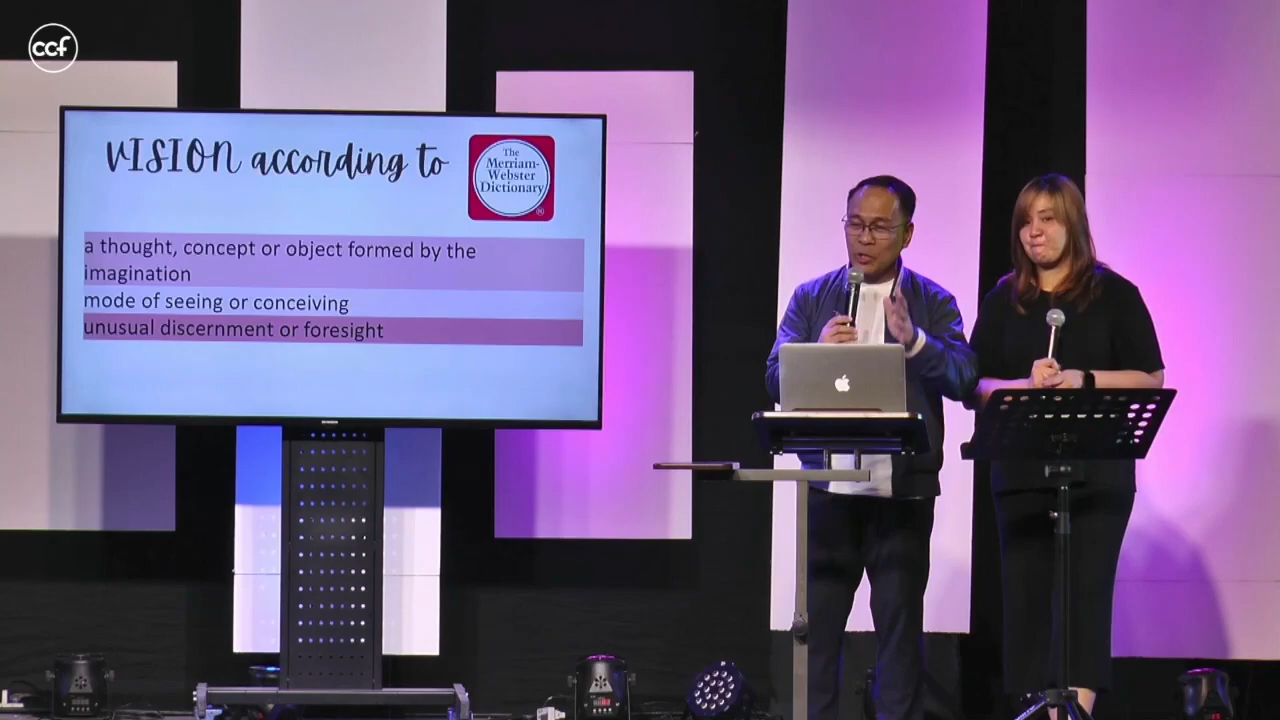 ccf
VISION according to
The
Merriam-
Webster
Dictionary
®
a thought, concept or object formed by the
imagination
mode of seeing or conceiving
unusual discernment or foresight